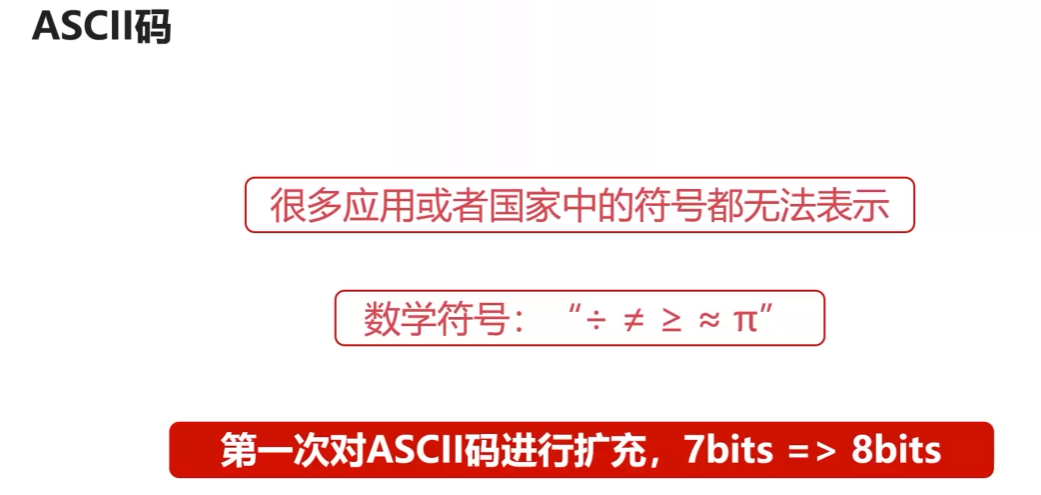 ASCII码
很多应用或者国家中的符号都无法表示
数学符号：“÷ ≠ ≥ ≈ π”
第一次对ASCII码进行扩充，7bits => 8bits